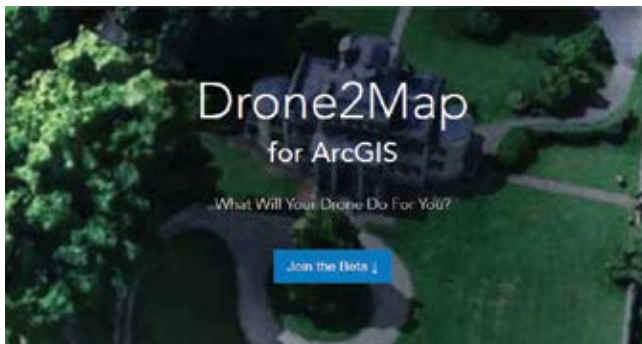 Drone2Map
for ArcGIS
What Will Your Drone Do For You?
Join the Beta ↓